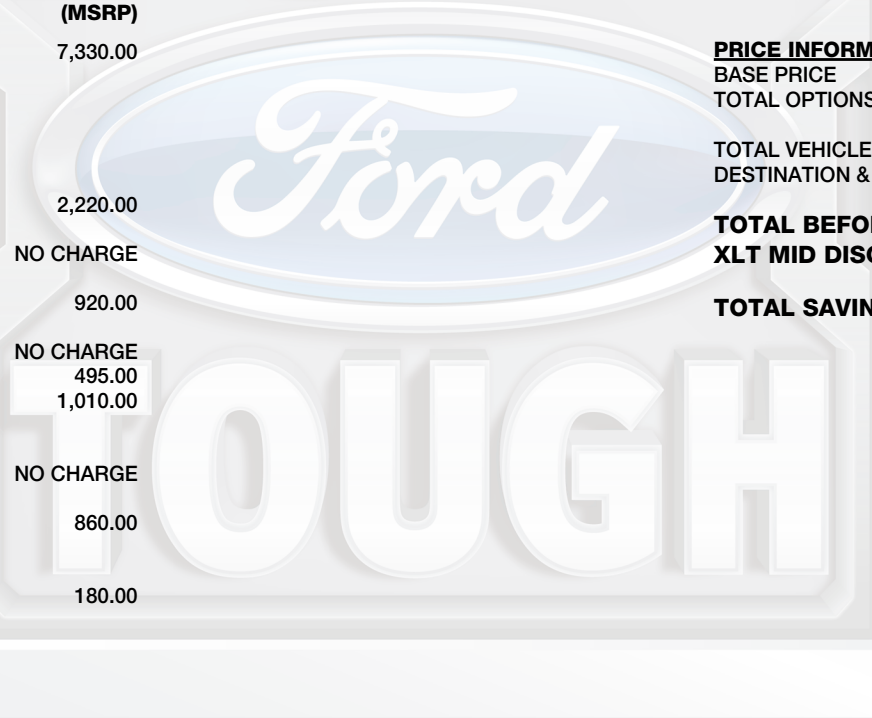 (MSRP)
7,330.00
2,220.00
NO CHARGE
920.00
NO CHARGE
495.00
1,010.00
NO CHARGE
860.00
180.00
PRICE INFORM
BASE PRICE
TOTAL OPTIONS
TOTAL VEHICLE
DESTINATION &
TOTAL BEFO
XLT MID DISC
TOTAL SAVIN
Ford
TOUGH